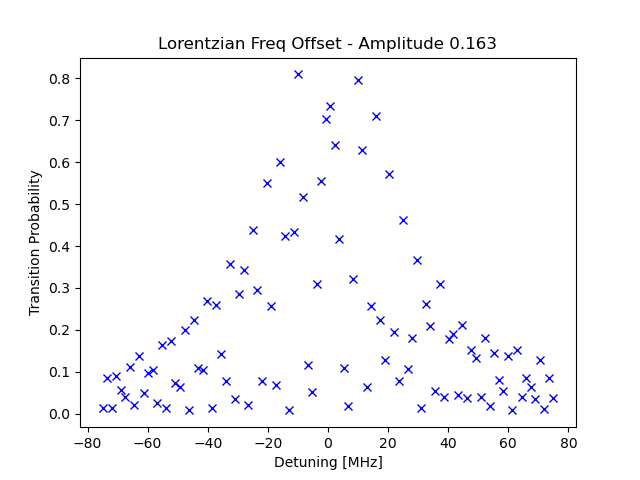 Lorentzian Freq Offset - Amplitude 0.163
Transition Probability
0.8
0.7
0.6
0.5
0.4
0.3
0.2
0.1
0.0
−80 −60 −40 −20 0 20 40 60 80
Detuning [MHz]